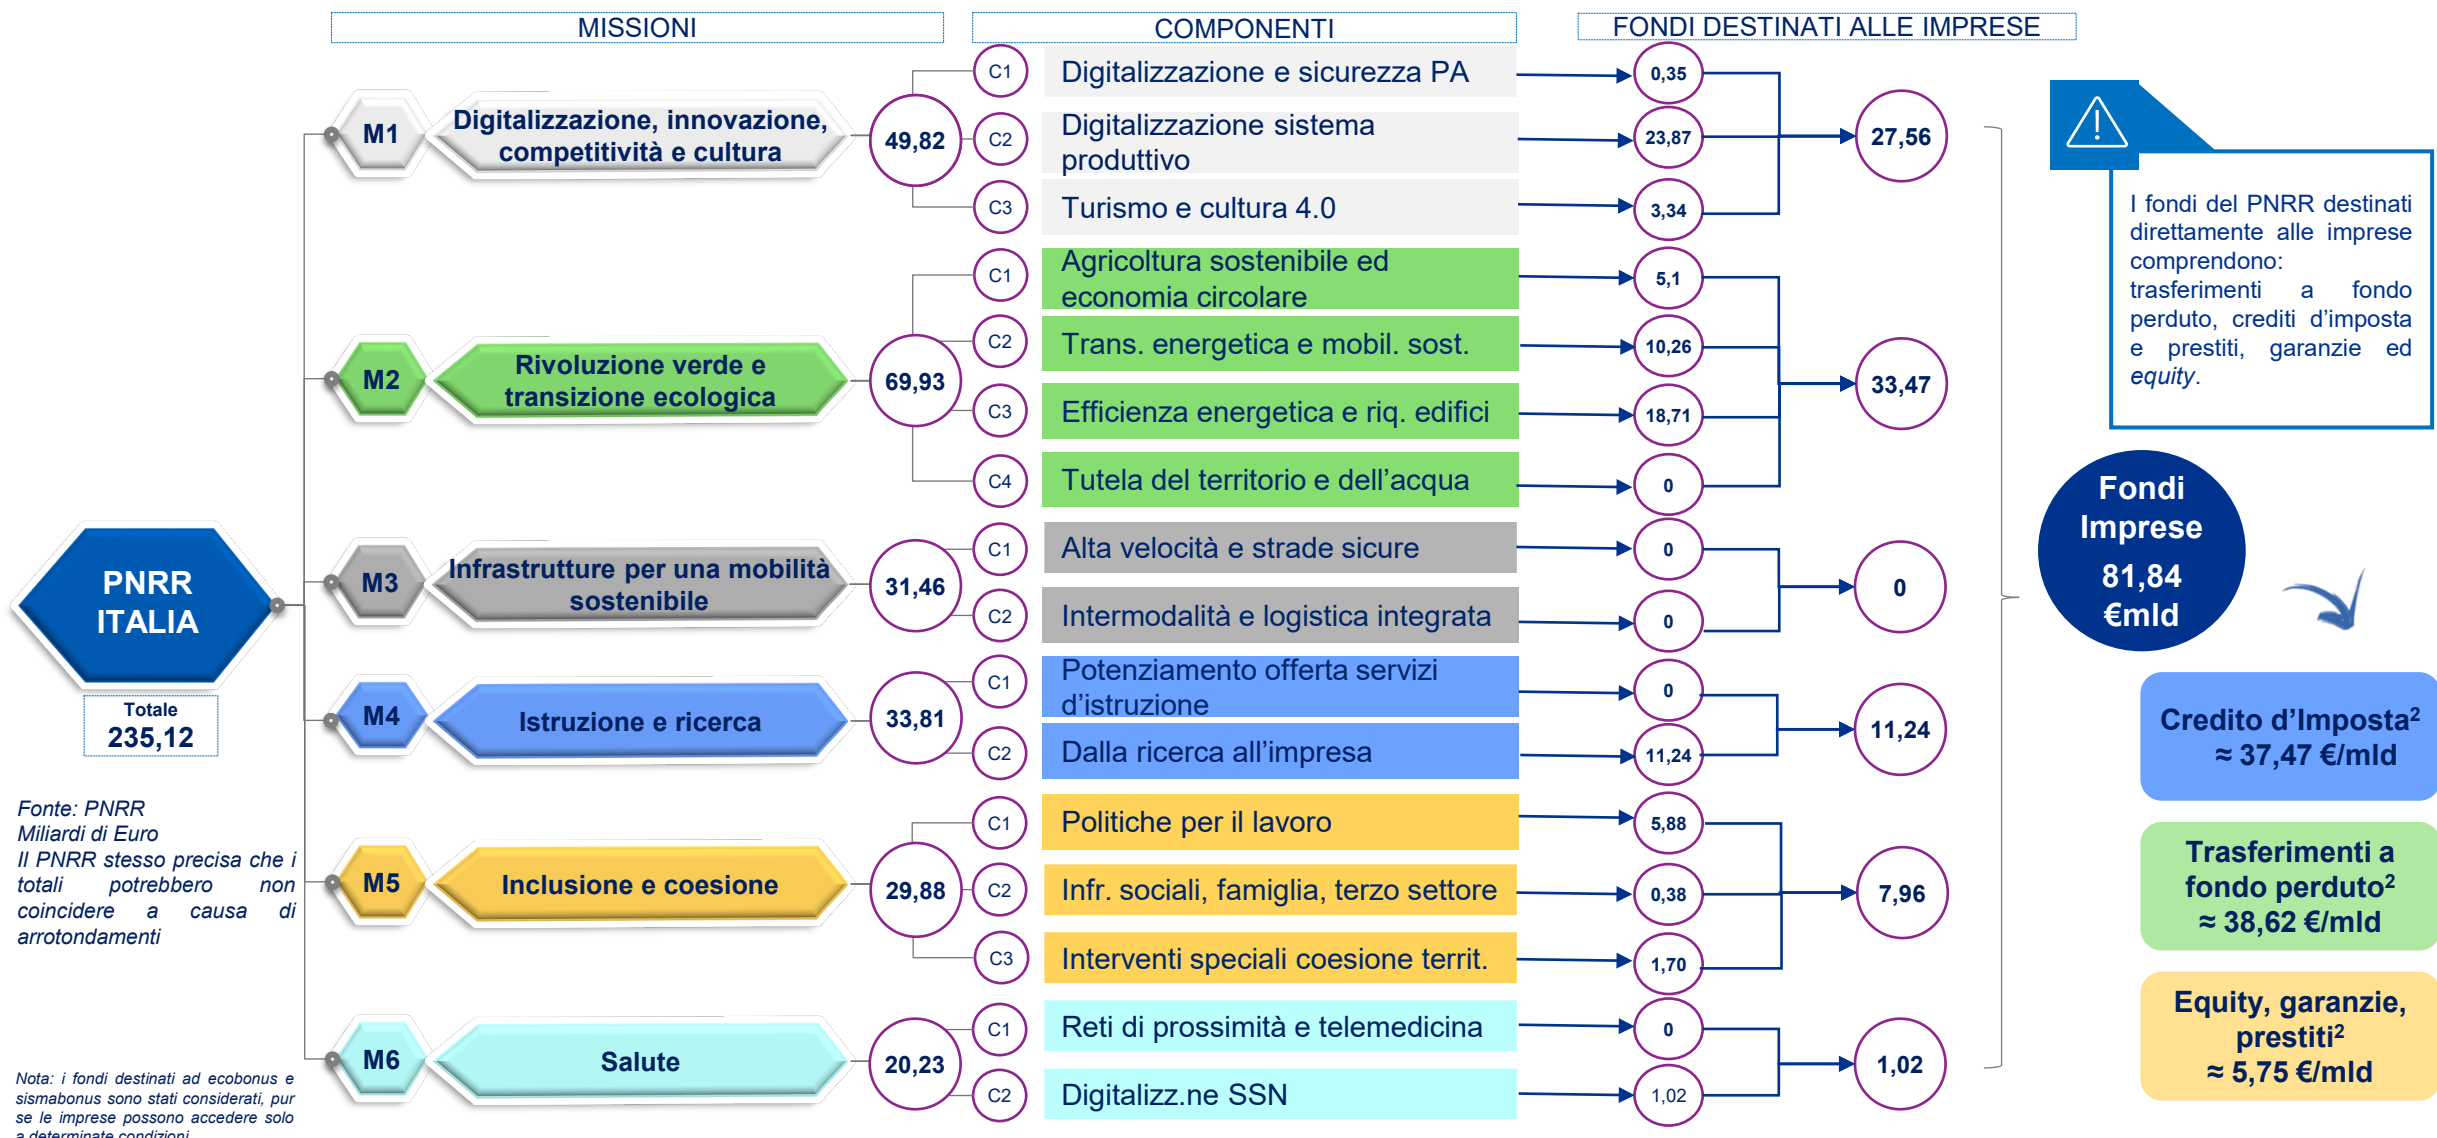 MISSIONI
COMPONENTI
FONDI DESTINATI ALLE IMPRESE
PNRR
ITALIA
Totale
235,12
M1
Digitalizzazione, innovazione,
competitività e cultura
49,82
C1
Digitalizzazione e sicurezza PA
0,35
C2
Digitalizzazione sistema
produttivo
23,87
C3
Turismo e cultura 4.0
3,34
27,56
M2
Rivoluzione verde e
transizione ecologica
69,93
C1
Agricoltura sostenibile ed
economia circolare
5,1
C2
Trans. energetica e mobil. sost.
10,26
C3
Efficienza energetica e riq. edifici
18,71
C4
Tutela del territorio e dell’acqua
0
33,47
M3
Infrastrutture per una mobilità
sostenibile
31,46
C1
Alta velocità e strade sicure
0
C2
Intermodalità e logistica integrata
0
0
M4
Istruzione e ricerca
33,81
C1
Potenziamento offerta servizi
d’istruzione
0
C2
Dalla ricerca all’impresa
11,24
11,24
M5
Inclusione e coesione
29,88
C1
Politiche per il lavoro
5,88
C2
Infr. sociali, famiglia, terzo settore
0,38
C3
Interventi speciali coesione territ.
1,70
7,96
M6
Salute
20,23
C1
Reti di prossimità e telemedicina
0
C2
Digitalizz.ne SSN
1,02
1,02
I fondi del PNRR destinati
direttamente alle imprese
comprendono:
trasferimenti a fondo
perduto, crediti d’imposta
e prestiti, garanzie ed
equity.
Fondi
Imprese
81,84
€mld
Credito d’Imposta²
≈ 37,47 €/mld
Trasferimenti a
fondo perduto²
≈ 38,62 €/mld
Equity, garanzie,
prestiti²
≈ 5,75 €/mld
Fonte: PNRR
Miliardi di Euro
Il PNRR stesso precisa che i
totali potrebbero non
coincidere a causa di
arrotondamenti
Nota: i fondi destinati ad ecobonus e
sismabonus sono stati considerati, pur
se le imprese possono accedere solo
a determinate condizioni